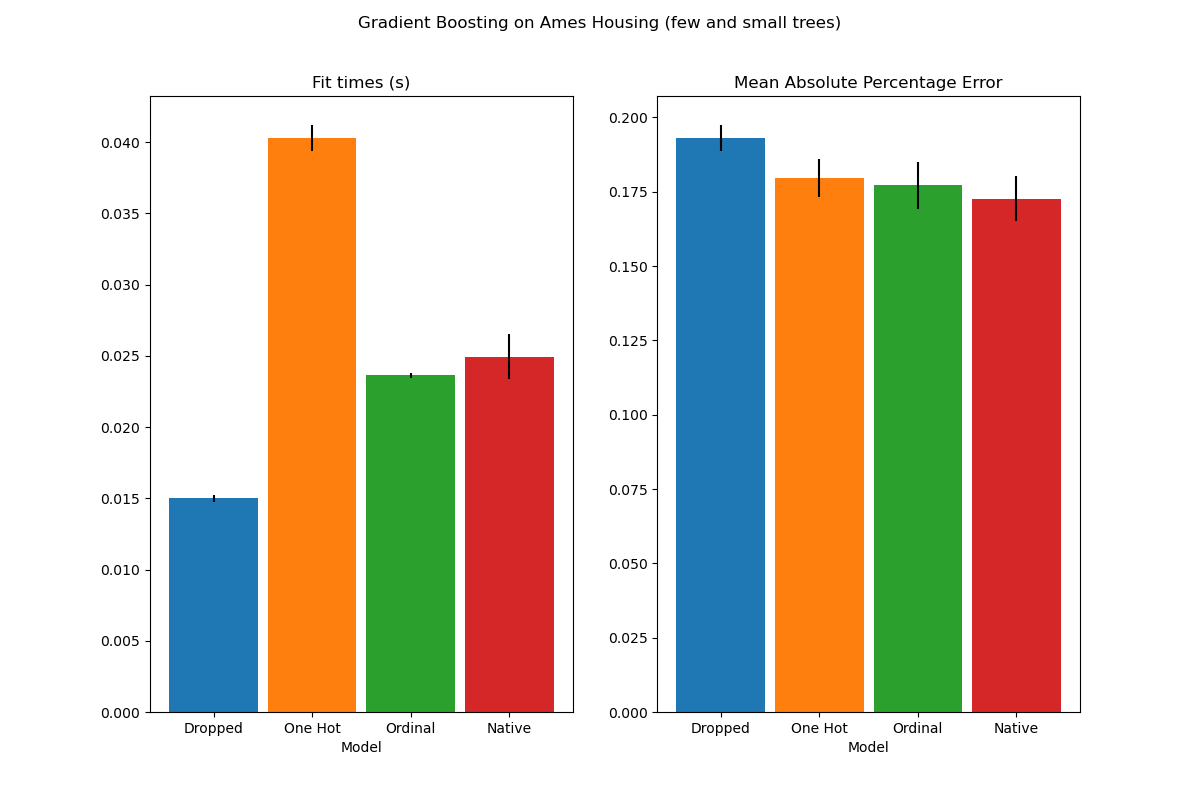 Gradient Boosting on Ames Housing (few and small trees)
Fit times (s)
0.040
0.035
0.030
0.025
0.020
0.015
0.010
0.005
0.000
Dropped One Hot Ordinal Native
Model
Mean Absolute Percentage Error
0.200
0.175
0.150
0.125
0.100
0.075
0.050
0.025
0.000
Dropped One Hot Ordinal Native
Model